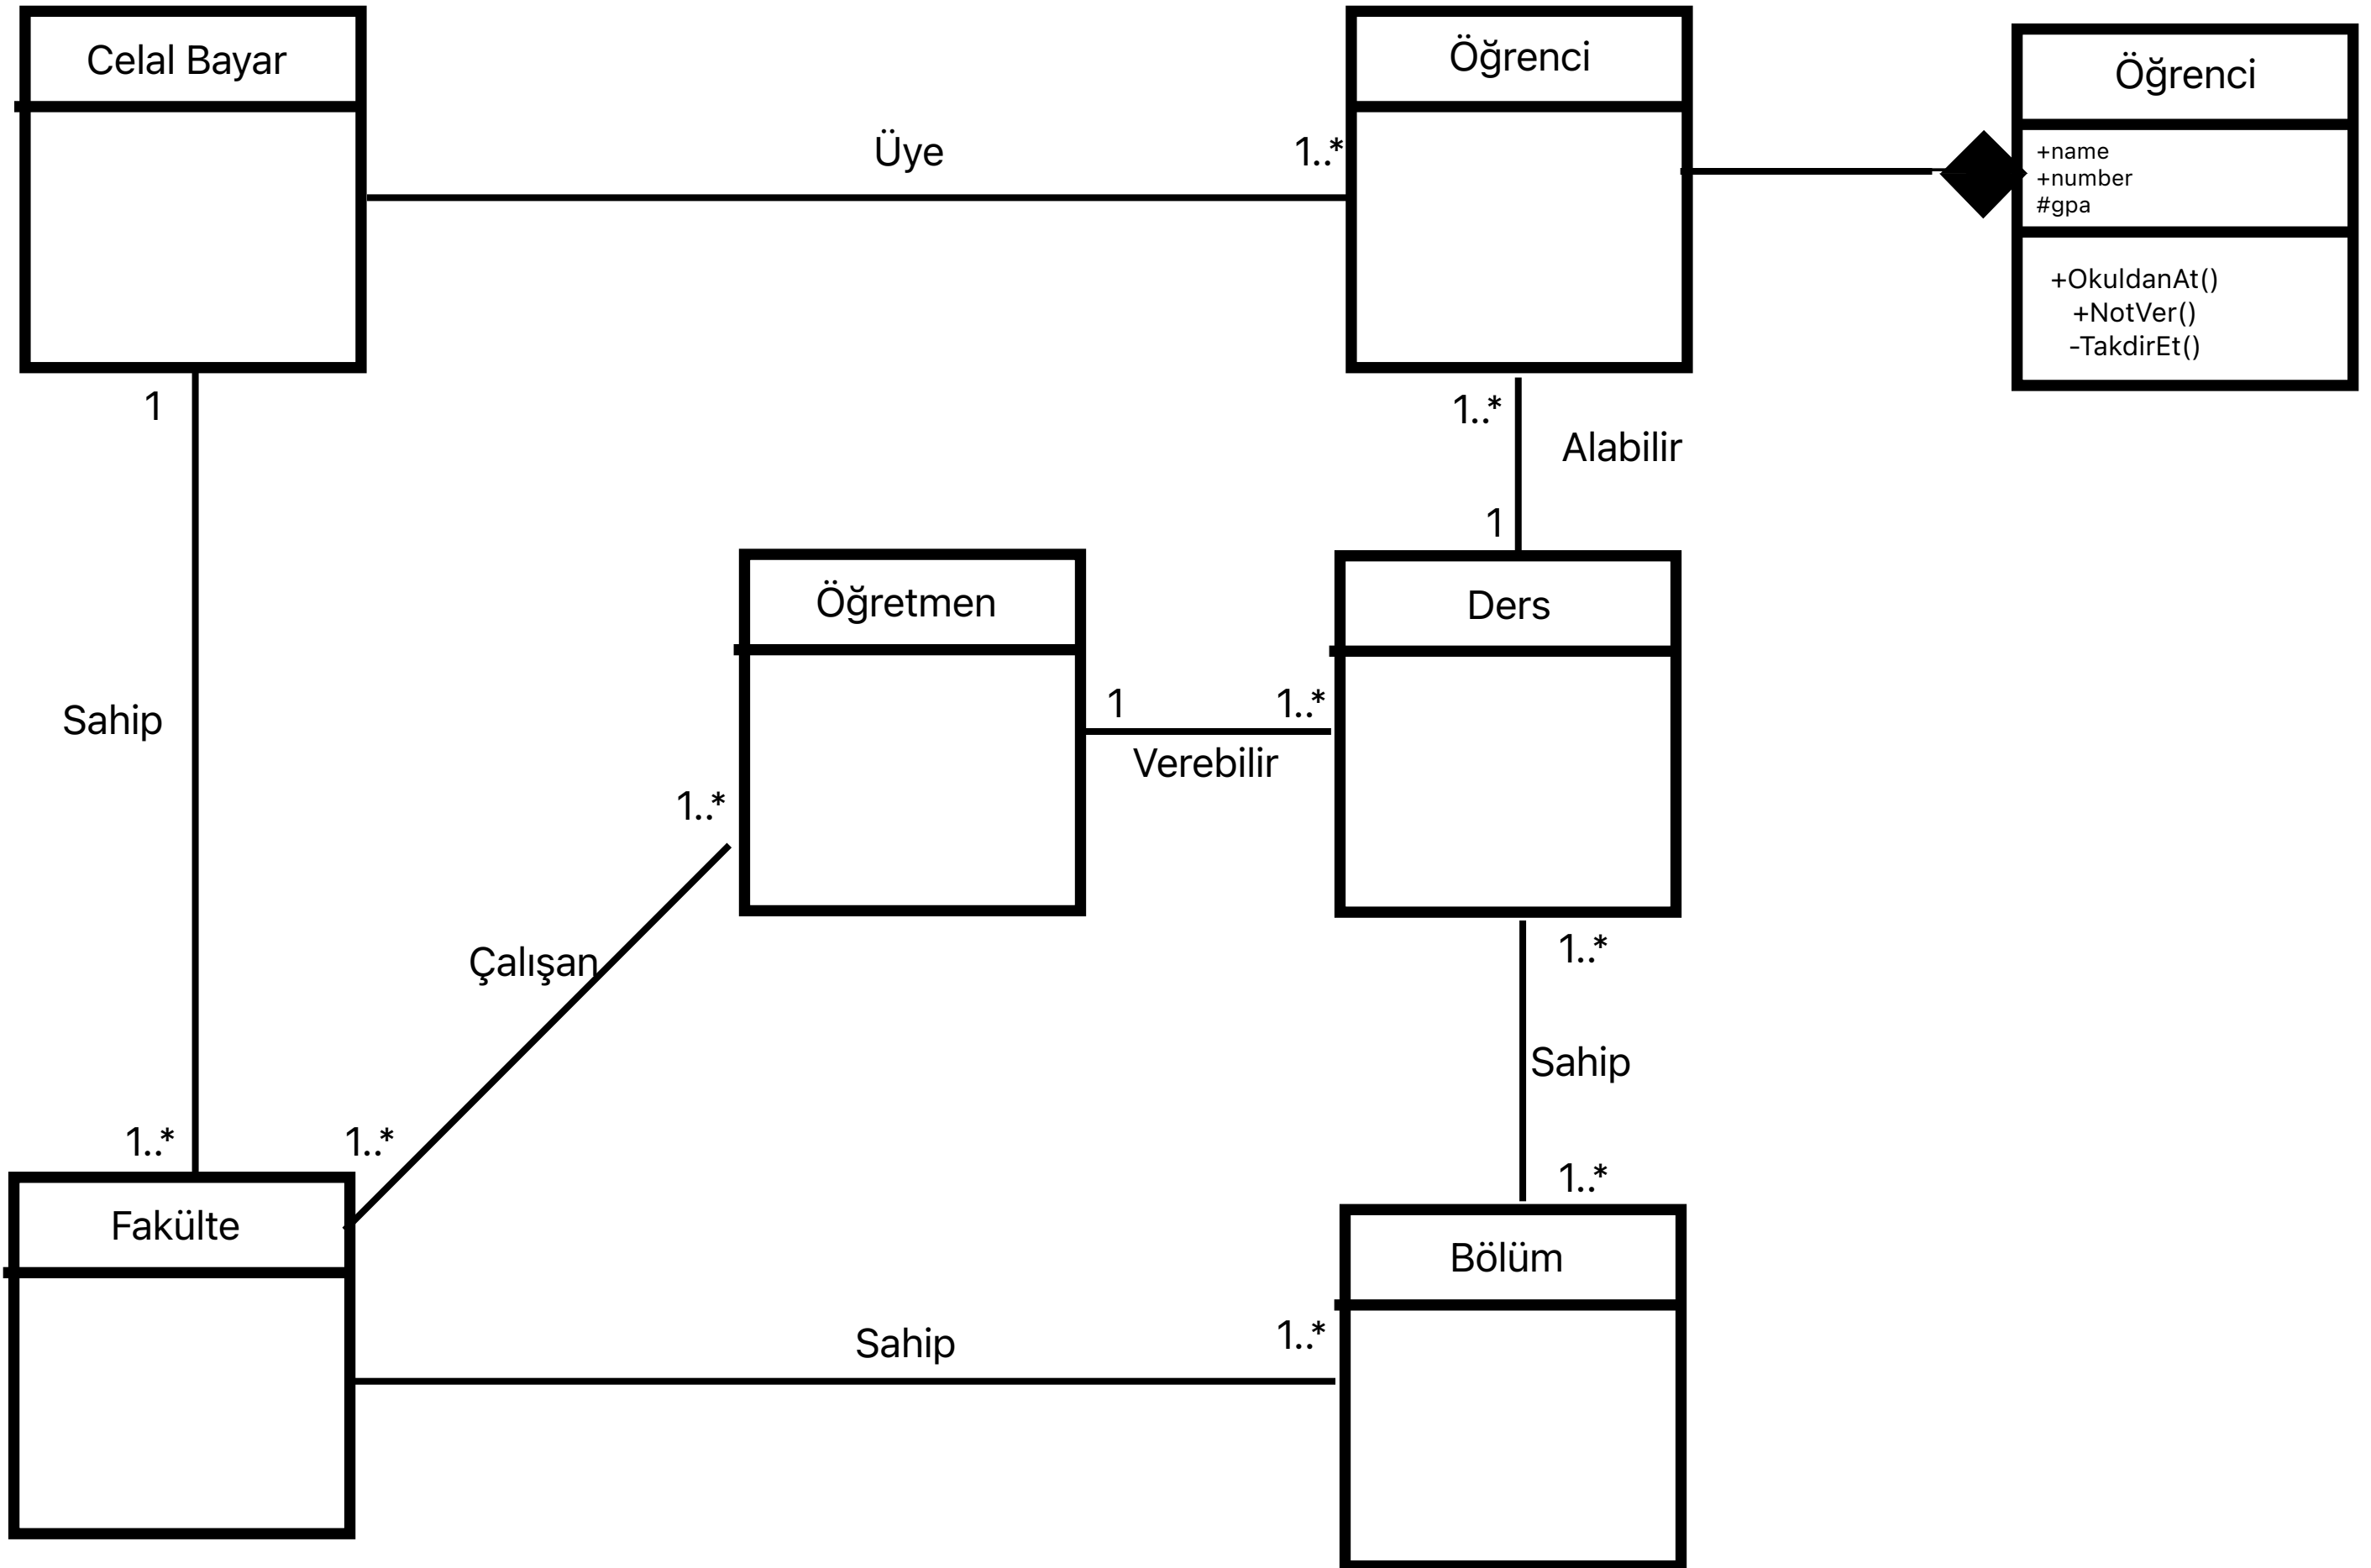 Celal Bayar
Öğrenci
Öğrenci
+name
+number
#gpa
+OkuldanAt()
+NotVer()
-TakdirEt()
Üye
1..*
1
1..*
Alabilir
1
Öğretmen
Ders
Sahip
1
1..*
Verebilir
1..*
Çalışan
1..*
Sahip
1..*
1..*
1..*
Fakülte
Bölüm
Sahip
1..*